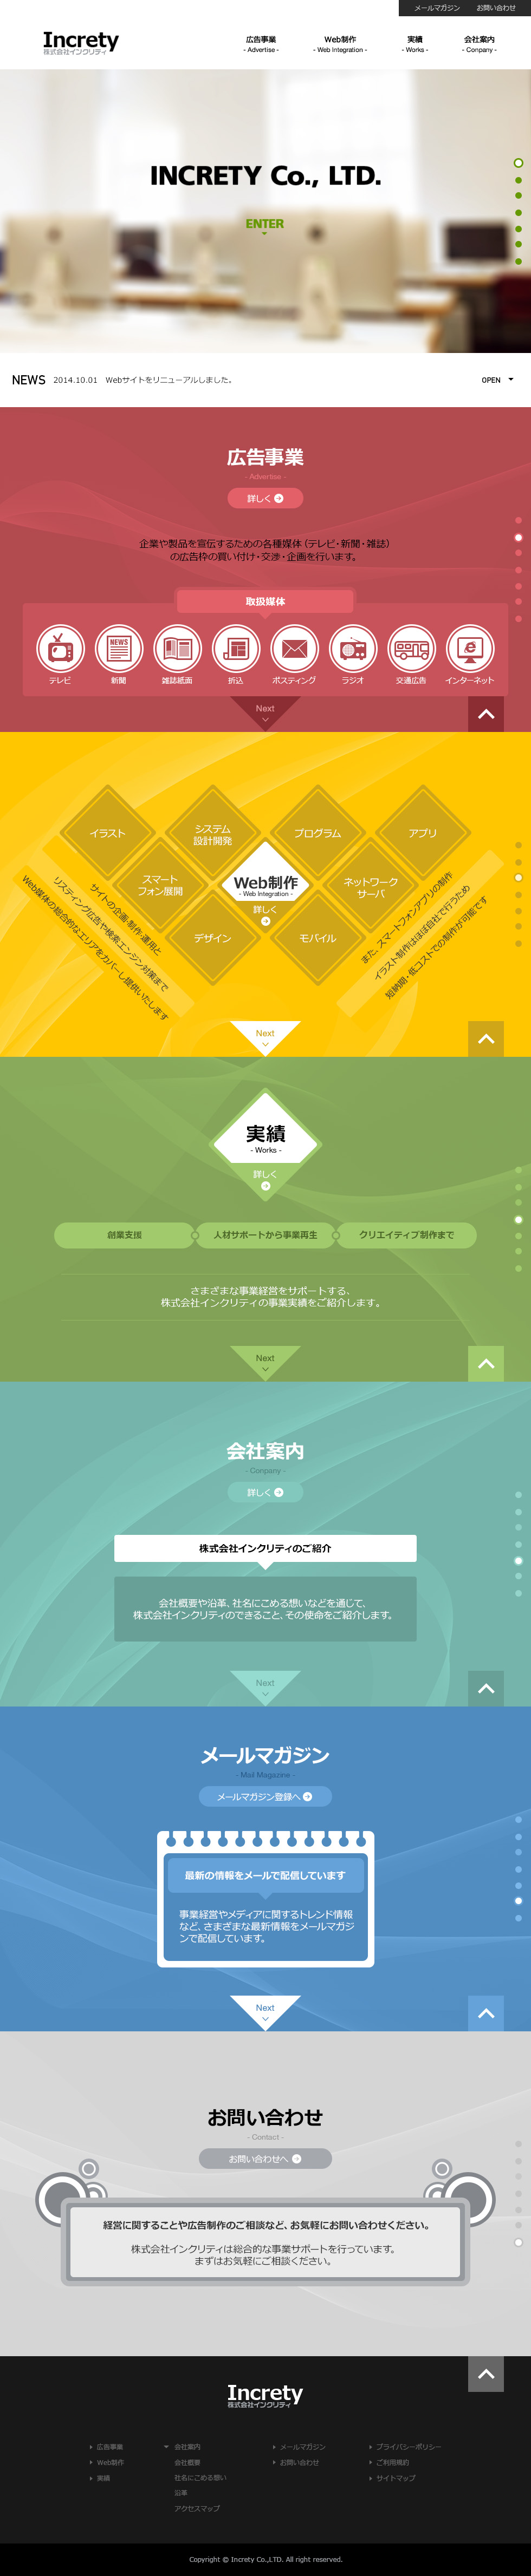 メールマガジン
お問い合わせ
Increty
株式会社インクリティ
広告事業
- Advertise -
Web制作
- Web Integration -
実績
- Works -
会社案内
- Conpany -
INCRETY Co., LTD.
ENTER
NEWS
2014.10.01 Webサイトをリニューアルしました。
OPEN
広告事業
- Advertise -
詳しく
企業や製品を宣伝するための各種媒体（テレビ・新聞・雑誌）
の広告枠の買い付け・交渉・企画を行います。
取扱媒体
NEWS
テレビ
新聞
雑誌紙面
折込
ポスティング
ラジオ
交通広告
インターネット
Next
イラスト
システム
設計開発
プログラム
アプリ
スマート
フォン展開
Web制作
- Web Integration -
詳しく
ネットワーク
サーバ
デザイン
モバイル
サイトの企画・制作・運用と
リスティング広告や検索エンジン対策まで
Web媒体の総合的なエリアをカバーし提供いたします
また、スマートフォンアプリの制作
イラスト制作はほぼ自社で行うため
短納期・低コストでの制作が可能です
Next
実績
- Works -
詳しく
創業支援
人材サポートから事業再生
クリエイティブ制作まで
さまざまな事業経営をサポートする、
株式会社インクリティの事業実績をご紹介します。
Next
会社案内
- Conpany -
詳しく
株式会社インクリティのご紹介
会社概要や沿革、社名にこめる想いなどを通じて、
株式会社インクリティのできること、その使命をご紹介します。
Next
メールマガジン
- Mail Magazine -
メールマガジン登録へ
最新の情報をメールで配信しています
事業経営やメディアに関するトレンド情報
など、さまざまな最新情報をメールマガジ
ンで配信しています。
Next
お問い合わせ
- Contact -
お問い合わせへ
経営に関することや広告制作のご相談など、お気軽にお問い合わせください。
株式会社インクリティは総合的な事業サポートを行っています。
まずはお気軽にご相談ください。
Increty
株式会社インクリティ
広告事業
Web制作
実績
会社案内
会社概要
社名にこめる想い
沿革
アクセスマップ
メールマガジン
お問い合わせ
プライバシーポリシー
ご利用規約
サイトマップ
Copyright © Increty Co.,LTD. All right reserved.